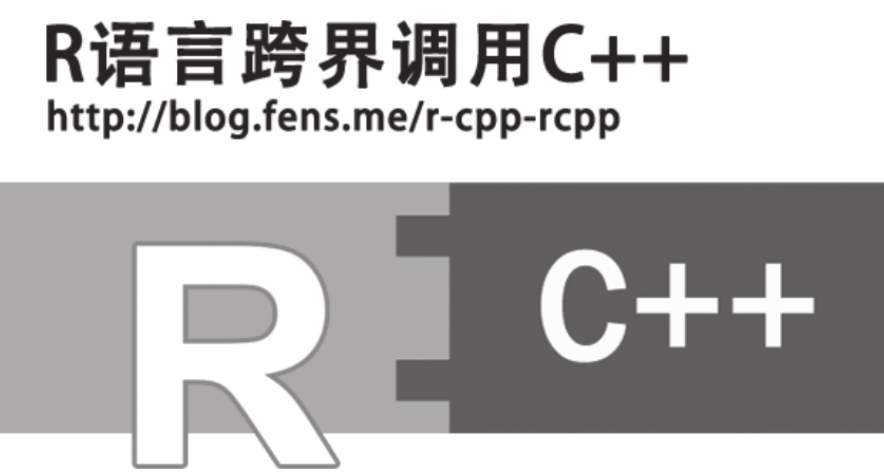 R语言跨界调用C++
http://blog.fens.me/r-cpp-rcpp
R
C++